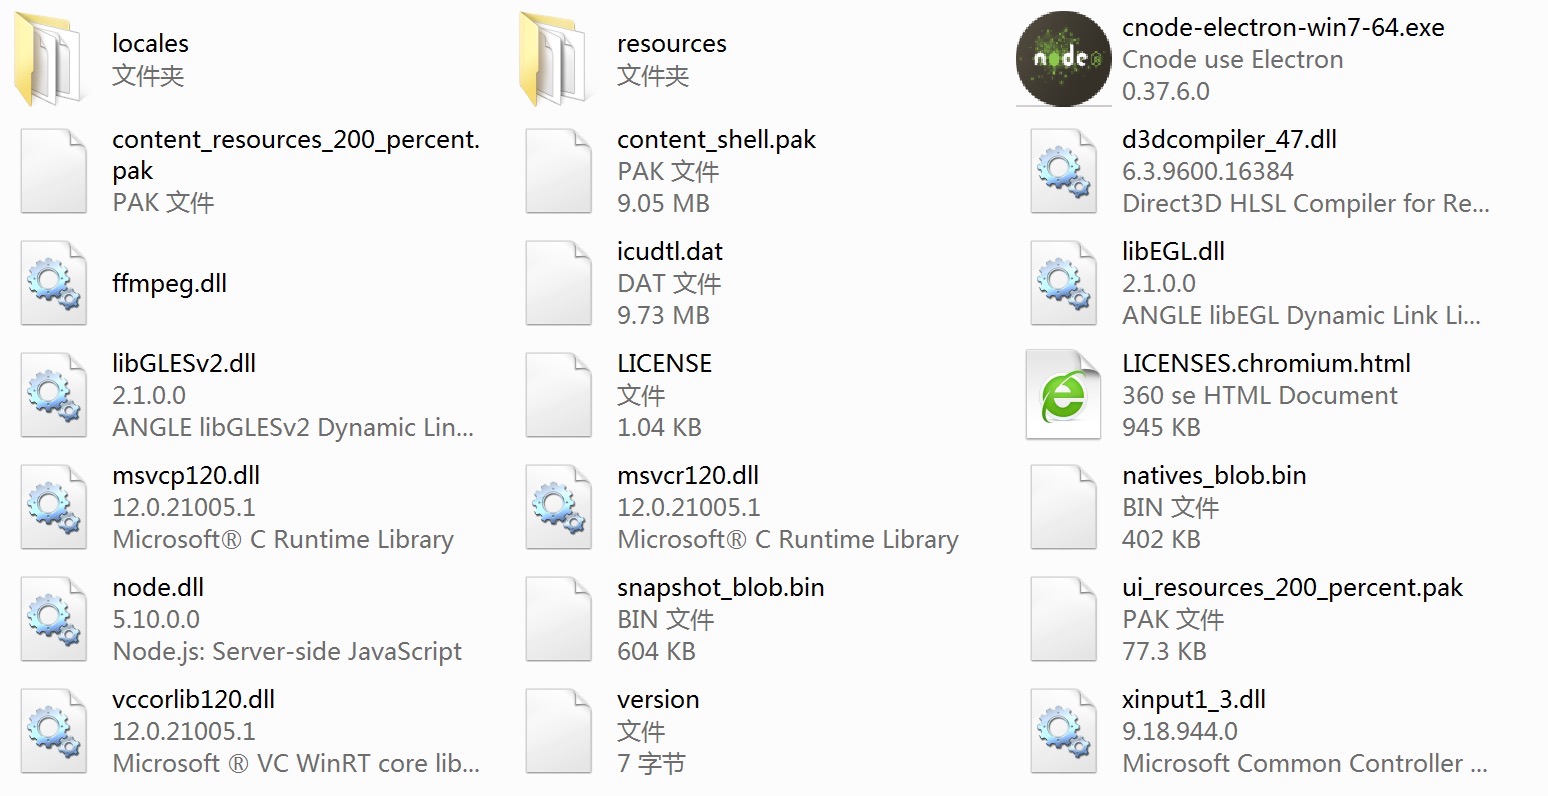 locales
文件夹
resources
文件夹
node
cnode-electron-win7-64.exe
Cnode use Electron
0.37.6.0
content_resources_200_percent.
pak
PAK 文件
content_shell.pak
PAK 文件
9.05 MB
d3dcompiler_47.dll
6.3.9600.16384
Direct3D HLSL Compiler for Re...
ffmpeg.dll
icudtl.dat
DAT 文件
9.73 MB
libEGL.dll
2.1.0.0
ANGLE libEGL Dynamic Link Li...
libGLESv2.dll
2.1.0.0
ANGLE libGLESv2 Dynamic Lin...
LICENSE
文件
1.04 KB
LICENSES.chromium.html
360 se HTML Document
945 KB
msvcp120.dll
12.0.21005.1
Microsoft® C Runtime Library
msvcr120.dll
12.0.21005.1
Microsoft® C Runtime Library
natives_blob.bin
BIN 文件
402 KB
node.dll
5.10.0.0
Node.js: Server-side JavaScript
snapshot_blob.bin
BIN 文件
604 KB
ui_resources_200_percent.pak
PAK 文件
77.3 KB
vccorlib120.dll
12.0.21005.1
Microsoft ® VC WinRT core lib...
version
文件
7 字节
xinput1_3.dll
9.18.944.0
Microsoft Common Controller ...